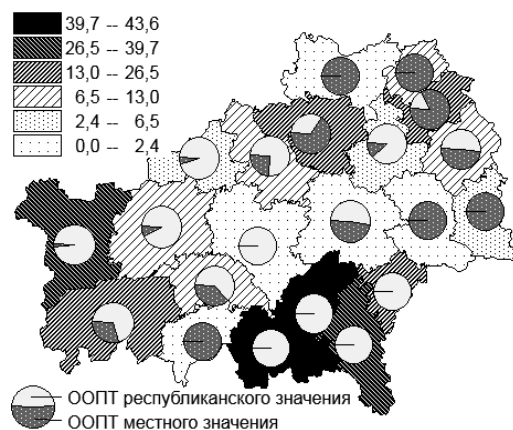 39,7 -- 43,6
26,5 -- 39,7
13,0 -- 26,5
6,5 -- 13,0
2,4 -- 6,5
0,0 -- 2,4
ООПТ республиканского значения
ООПТ местного значения